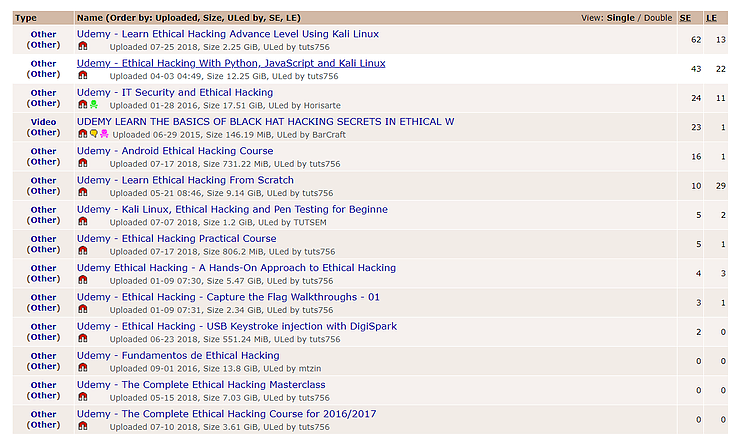 Type Name (Order by: Uploaded, Size, ULed by, SE, LE) View: Single / Double SE LE
Other Udemy - Learn Ethical Hacking Advance Level Using Kali Linux
(Other) Uploaded 07-25 2018, Size 2.25 GiB, ULed by tuts756 62 13
Other Udemy - Ethical Hacking With Python, JavaScript and Kali Linux
(Other) Uploaded 04-03 04:49, Size 12.25 GiB, ULed by tuts756 43 22
Other Udemy - IT Security and Ethical Hacking
(Other) Uploaded 01-28 2016, Size 17.51 GiB, ULed by Horisarte 24 11
Video UDEMY LEARN THE BASICS OF BLACK HAT HACKING SECRETS IN ETHICAL W
(Other) Uploaded 06-29 2015, Size 146.19 MiB, ULed by BarCraft 23 1
Other Udemy - Android Ethical Hacking Course
(Other) Uploaded 07-17 2018, Size 731.22 MiB, ULed by tuts756 16 1
Other Udemy - Learn Ethical Hacking From Scratch
(Other) Uploaded 05-21 08:46, Size 9.14 GiB, ULed by tuts756 10 29
Other Udemy - Kali Linux, Ethical Hacking and Pen Testing for Beginne
(Other) Uploaded 07-07 2018, Size 1.2 GiB, ULed by TUTSEM 5 2
Other Udemy - Ethical Hacking Practical Course
(Other) Uploaded 07-17 2018, Size 806.2 MiB, ULed by tuts756 5 1
Other Udemy Ethical Hacking - A Hands-On Approach to Ethical Hacking
(Other) Uploaded 01-09 07:30, Size 5.47 GiB, ULed by tuts756 4 3
Other Udemy - Ethical Hacking - Capture the Flag Walkthroughs - 01
(Other) Uploaded 01-09 07:31, Size 2.34 GiB, ULed by tuts756 3 1
Other Udemy - Ethical Hacking - USB Keystroke injection with DigiSpark
(Other) Uploaded 06-23 2018, Size 551.24 MiB, ULed by tuts756 2 0
Other Udemy - Fundamentos de Ethical Hacking
(Other) Uploaded 09-01 2016, Size 13.8 GiB, ULed by mtzin 0 0
Other Udemy - The Complete Ethical Hacking Masterclass
(Other) Uploaded 05-15 2018, Size 7.03 GiB, ULed by tuts756 0 0
Other Udemy - The Complete Ethical Hacking Course for 2016/2017
(Other) Uploaded 07-10 2018, Size 3.61 GiB, ULed by tuts756 0 0